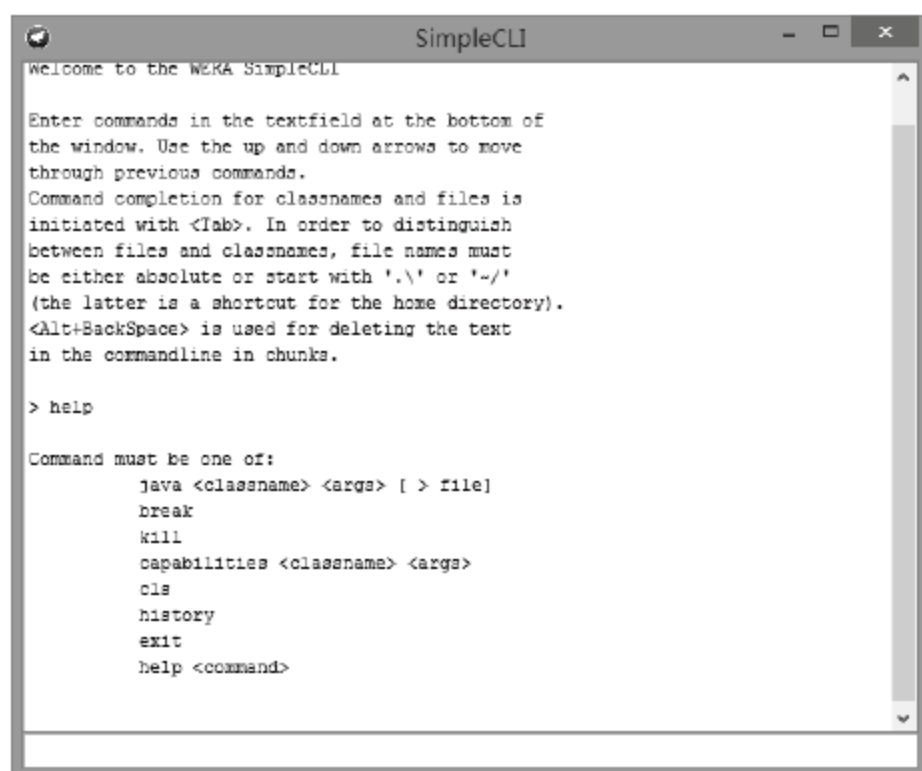 SimpleCLI
Welcome to the WEKA SimpleCLI
Enter commands in the textfield at the bottom of
the window. Use the up and down arrows to move
through previous commands.
Command completion for classnames and files is
initiated with <Tab>. In order to distinguish
between files and classnames, file names must
be either absolute or start with '.\' or '~/'
(the latter is a shortcut for the home directory).
<Alt+BackSpace> is used for deleting the text
in the commandline in chunks.
> help
Command must be one of:
java <classname> <args> [ > file]
break
kill
capabilities <classname> <args>
cls
history
exit
help <command>